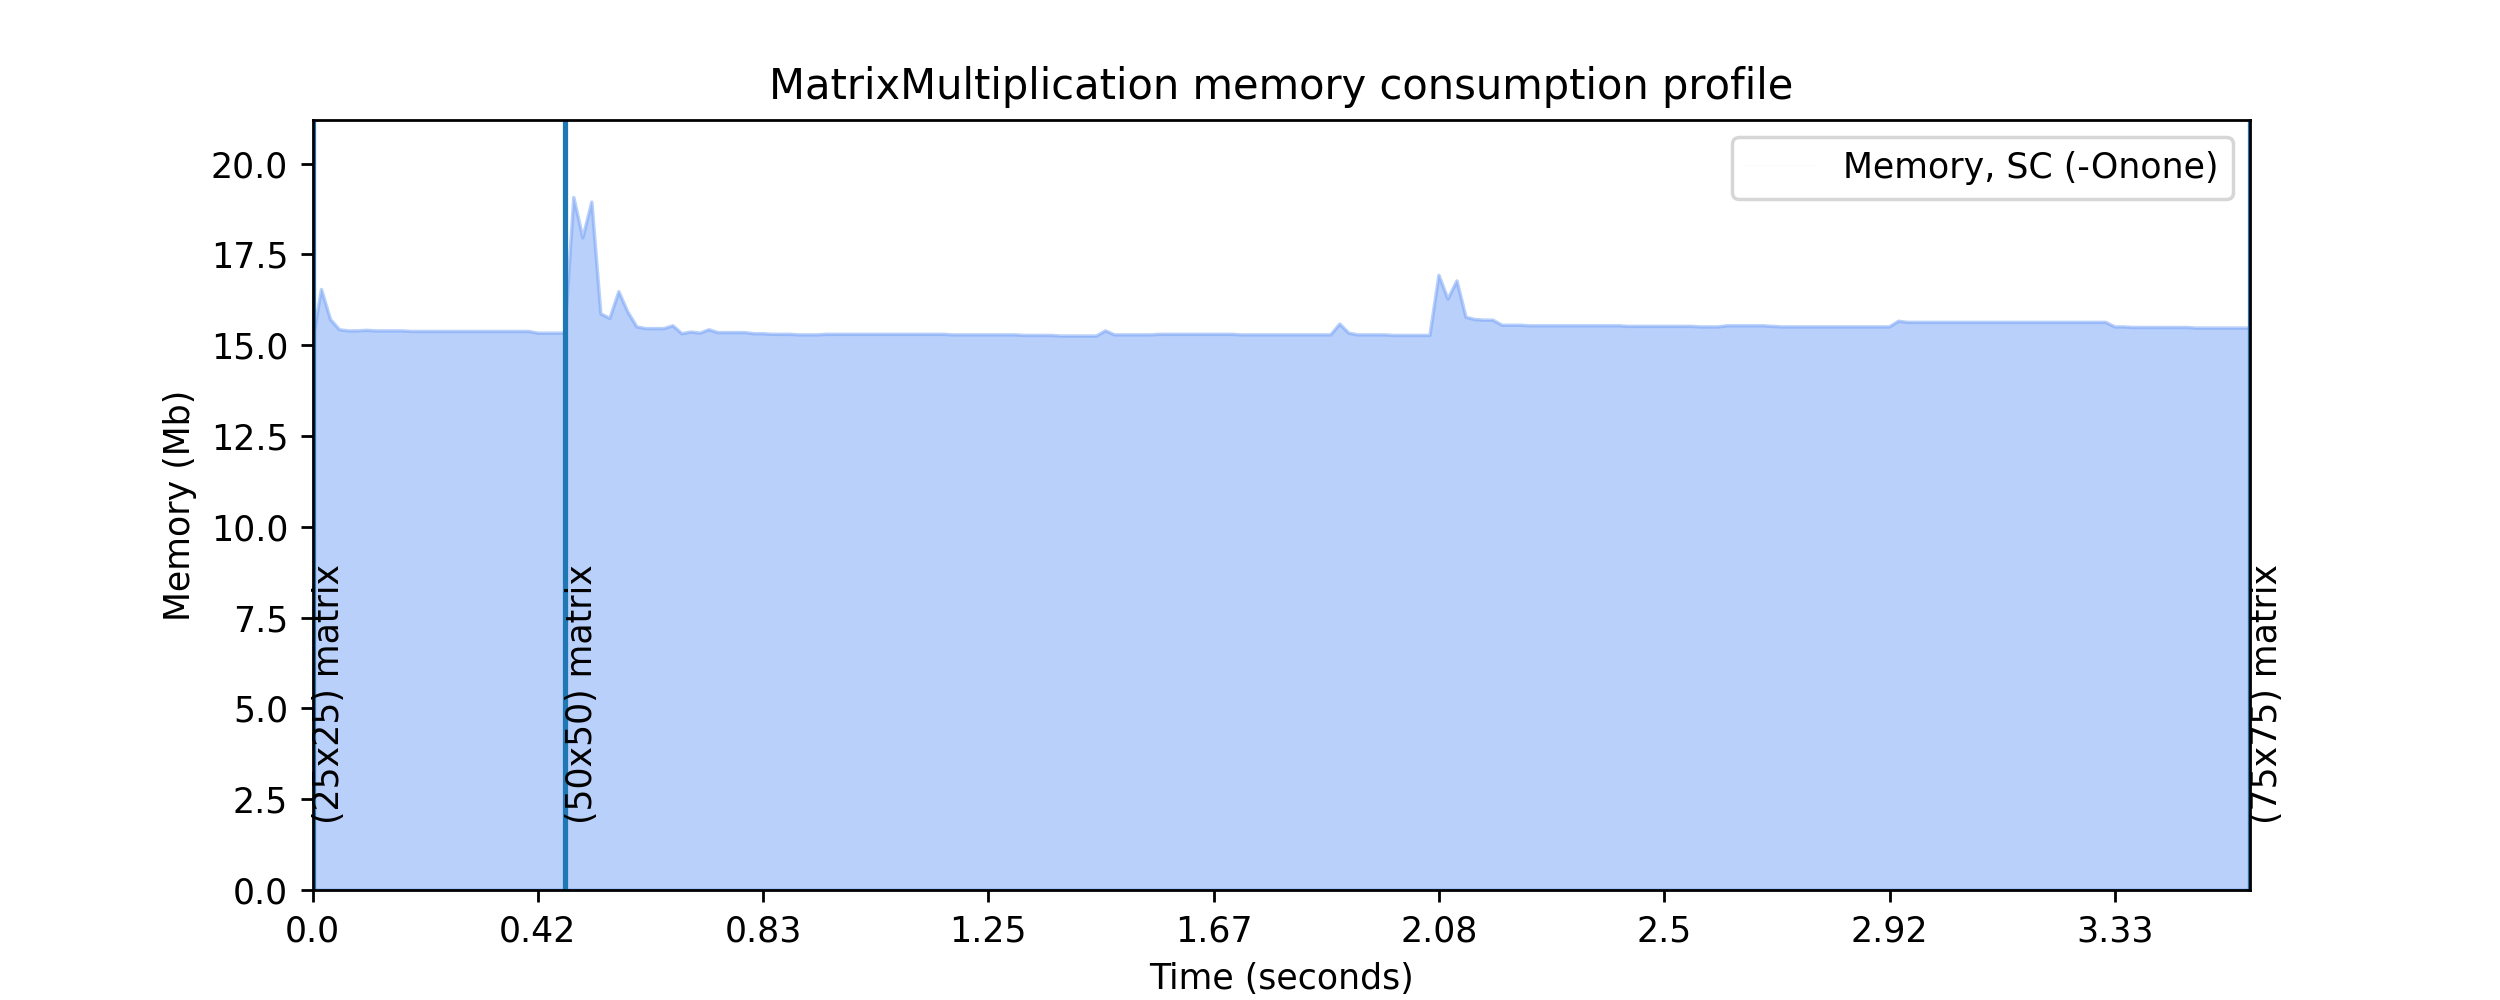 MatrixMultiplication memory consumption profile
Memory, SC (-Onone)
Memory (Mb)
20.0
17.5
15.0
12.5
10.0
7.5
5.0
2.5
0.0
(25x25) matrix
(50x50) matrix
(75x75) matrix
0.0 0.42 0.83 1.25 1.67 2.08 2.5 2.92 3.33
Time (seconds)